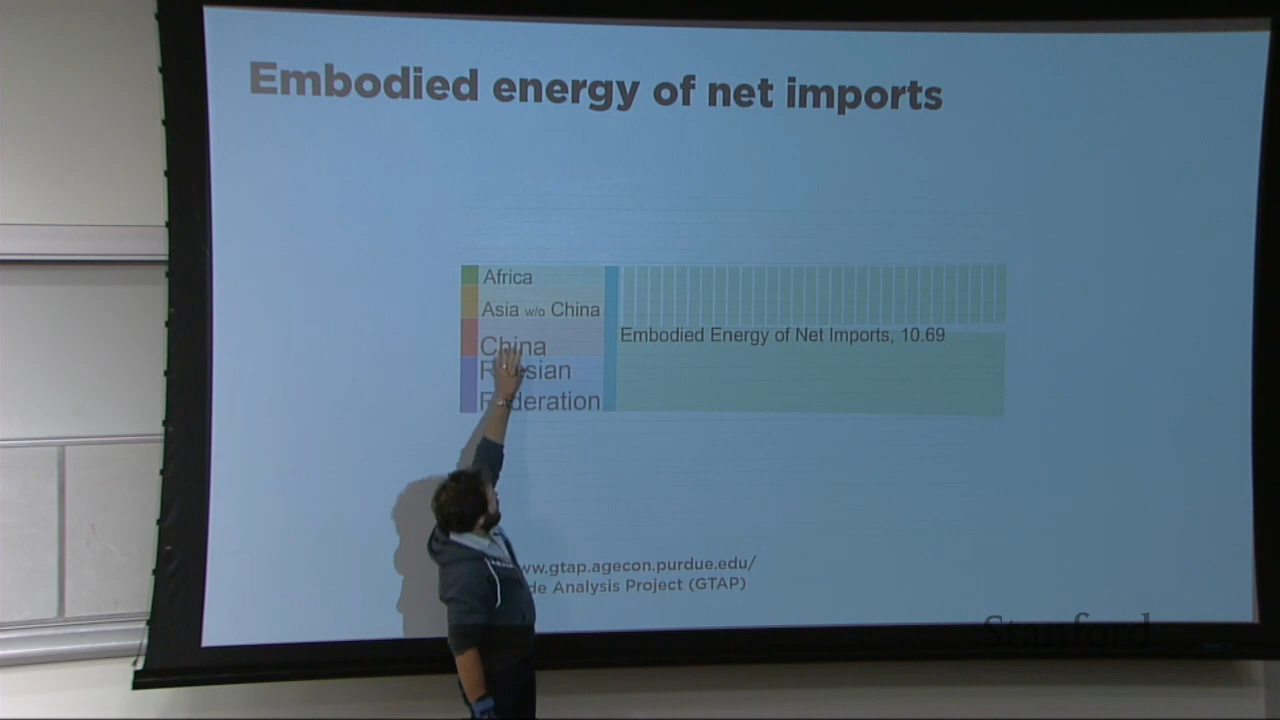 Embodied energy of net imports
Africa
Asia w/o China
China
Embodied Energy of Net Imports, 10.69
Federation
.gtap.agecon.purdue.edu/
Analysis Project (GTAP)
Stanford